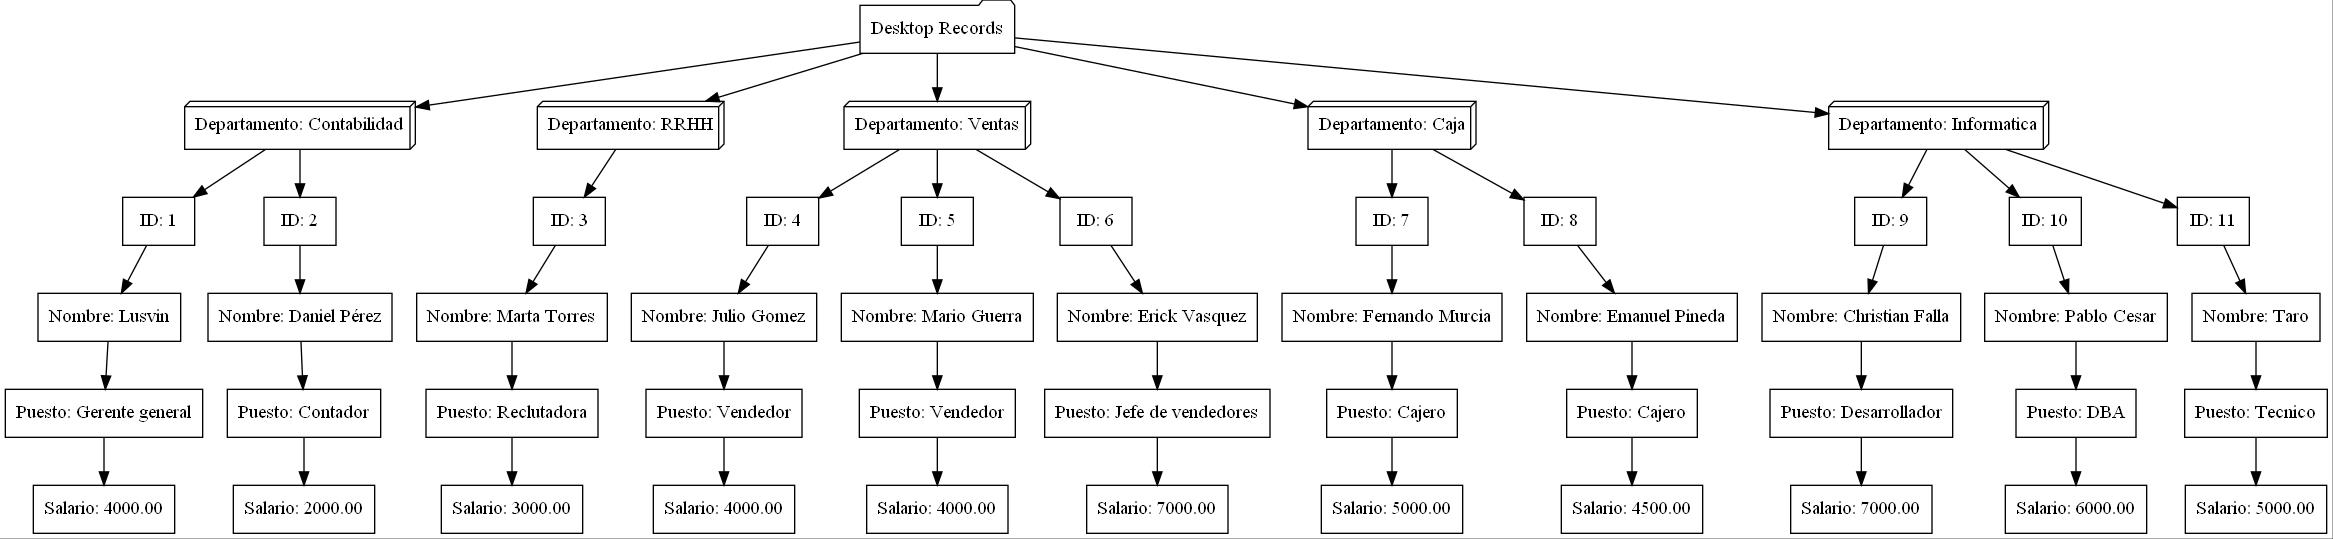 Desktop Records
Departamento: Contabilidad
Departamento: RRHH
Departamento: Ventas
Departamento: Caja
Departamento: Informatica
ID: 1
ID: 2
ID: 3
ID: 4
ID: 5
ID: 6
ID: 7
ID: 8
ID: 9
ID: 10
ID: 11
Nombre: Lusvin
Nombre: Daniel Pérez
Nombre: Marta Torres
Nombre: Julio Gomez
Nombre: Mario Guerra
Nombre: Erick Vasquez
Nombre: Fernando Murcia
Nombre: Emanuel Pineda
Nombre: Christian Falla
Nombre: Pablo Cesar
Nombre: Taro
Puesto: Gerente general
Puesto: Contador
Puesto: Reclutadora
Puesto: Vendedor
Puesto: Vendedor
Puesto: Jefe de vendedores
Puesto: Cajero
Puesto: Cajero
Puesto: Desarrollador
Puesto: DBA
Puesto: Tecnico
Salario: 4000.00
Salario: 2000.00
Salario: 3000.00
Salario: 4000.00
Salario: 4000.00
Salario: 7000.00
Salario: 5000.00
Salario: 4500.00
Salario: 7000.00
Salario: 6000.00
Salario: 5000.00